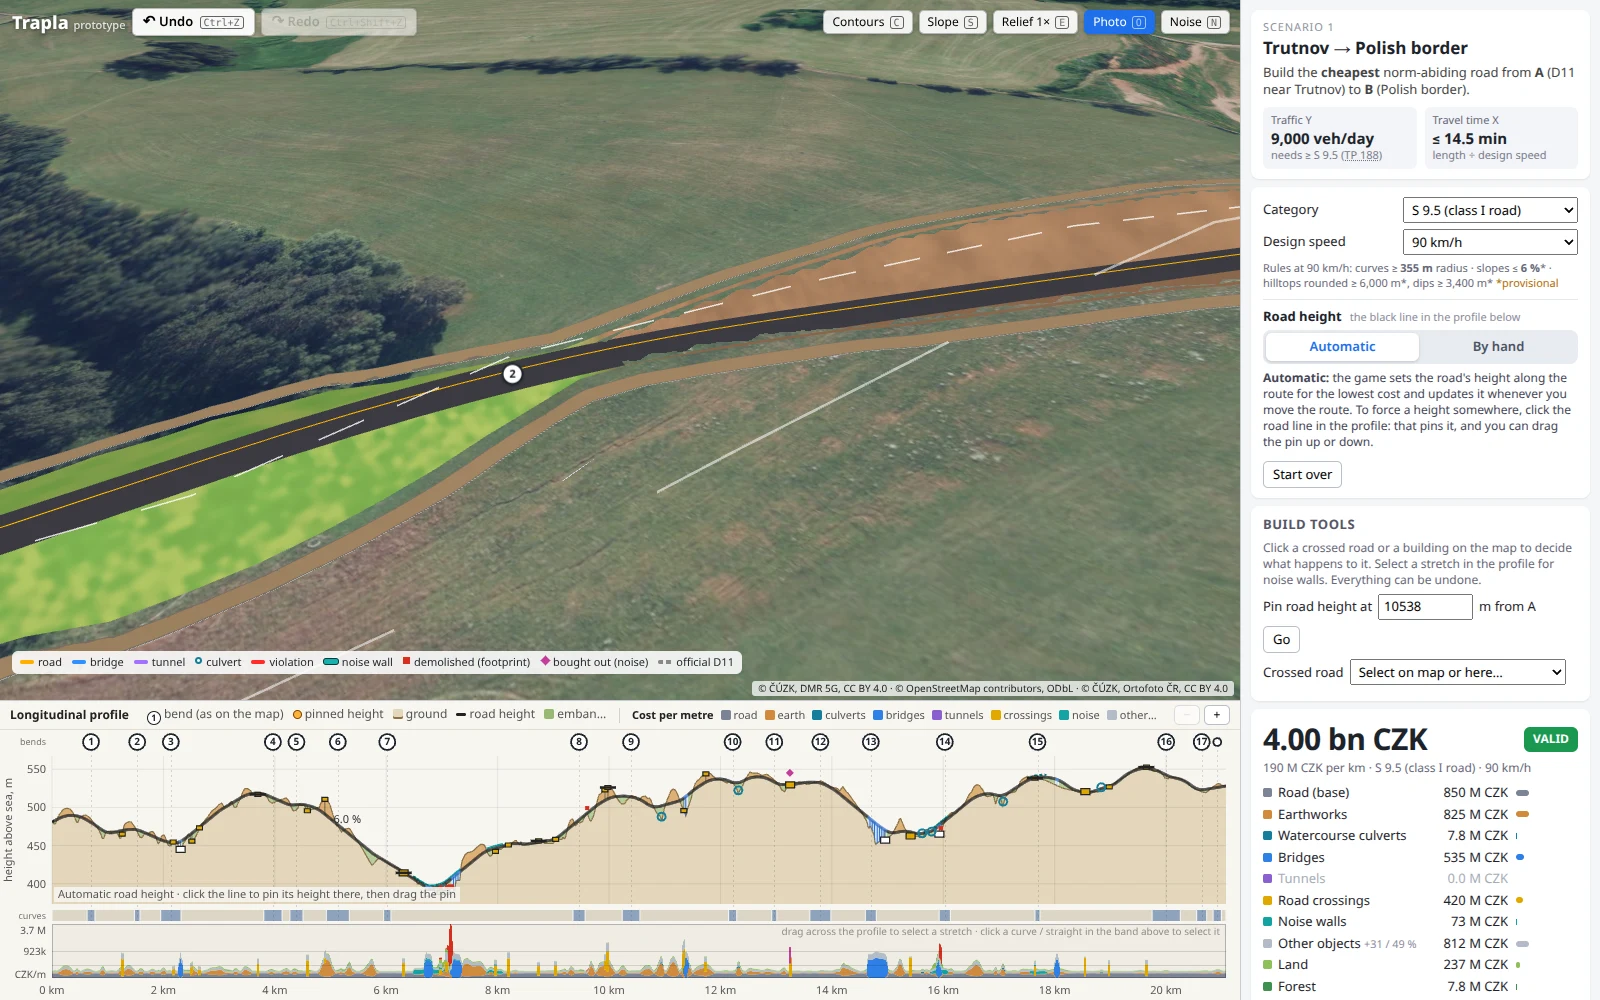 Trapla prototype
↶ Undo Ctrl+Z
↷ Redo Ctrl+Shift+Z
Contours C
Slope S
Relief 1× E
Photo O
Noise N
2
road bridge tunnel culvert violation noise wall demolished (footprint) bought out (noise) official D11
© ČÚZK, DMR 5G, CC BY 4.0 · © OpenStreetMap contributors, ODbL · © ČÚZK, Ortofoto ČR, CC BY 4.0
Longitudinal profile 1 bend (as on the map) pinned height ground road height emban... Cost per metre road earth culverts bridges tunnels crossings noise other... − +
bends 1 2 3 4 5 6 7 8 9 10 11 12 13 14 15 16 17
height above sea, m
550
500
450
400
6.0 %
Automatic road height · click the line to pin its height there, then drag the pin
curves
drag across the profile to select a stretch · click a curve / straight in the band above to select it
3.7 M
923k
CZK/m
0 km 2 km 4 km 6 km 8 km 10 km 12 km 14 km 16 km 18 km 20 km
SCENARIO 1
Trutnov → Polish border
Build the cheapest norm-abiding road from A (D11
near Trutnov) to B (Polish border).
Traffic Y
9,000 veh/day
needs ≥ S 9.5 (TP 188)
Travel time X
≤ 14.5 min
length ÷ design speed
Category S 9.5 (class I road)
Design speed 90 km/h
Rules at 90 km/h: curves ≥ 355 m radius · slopes ≤ 6 %* ·
hilltops rounded ≥ 6,000 m*, dips ≥ 3,400 m* *provisional
Road height the black line in the profile below
Automatic By hand
Automatic: the game sets the road's height along the
route for the lowest cost and updates it whenever you
move the route. To force a height somewhere, click the
road line in the profile: that pins it, and you can drag
the pin up or down.
Start over
BUILD TOOLS
Click a crossed road or a building on the map to decide
what happens to it. Select a stretch in the profile for
noise walls. Everything can be undone.
Pin road height at 10538 m from A
Go
Crossed road Select on map or here...
4.00 bn CZK VALID
190 M CZK per km · S 9.5 (class I road) · 90 km/h
Road (base) 850 M CZK
Earthworks 825 M CZK
Watercourse culverts 7.8 M CZK
Bridges 535 M CZK
Tunnels 0.0 M CZK
Road crossings 420 M CZK
Noise walls 73 M CZK
Other objects +31 / 49 % 812 M CZK
Land 237 M CZK
Forest 7.8 M CZK